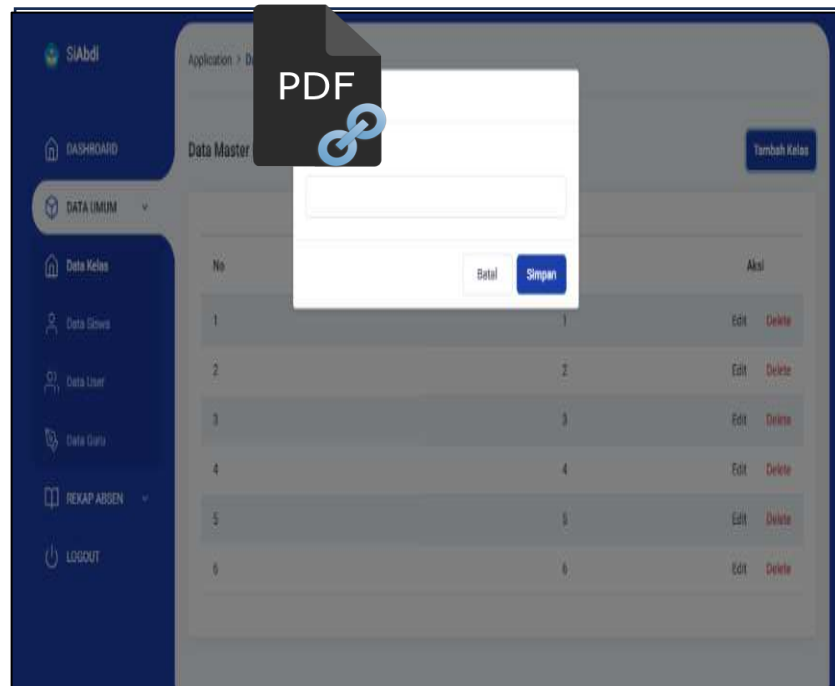 SiAbdi
Application > D
PDF
DASHBOARD
Data Master
Tambah Kelas
DATA UMUM
Data Kelas
No
Batal
Simpan
Aksi
Data Siswa
1 1 Edit Delete
Data User
2 2 Edit Delete
3 3 Edit Delete
Data Guru
4 4 Edit Delete
REKAP ABSEN
5 5 Edit Delete
LOGOUT
6 6 Edit Delete